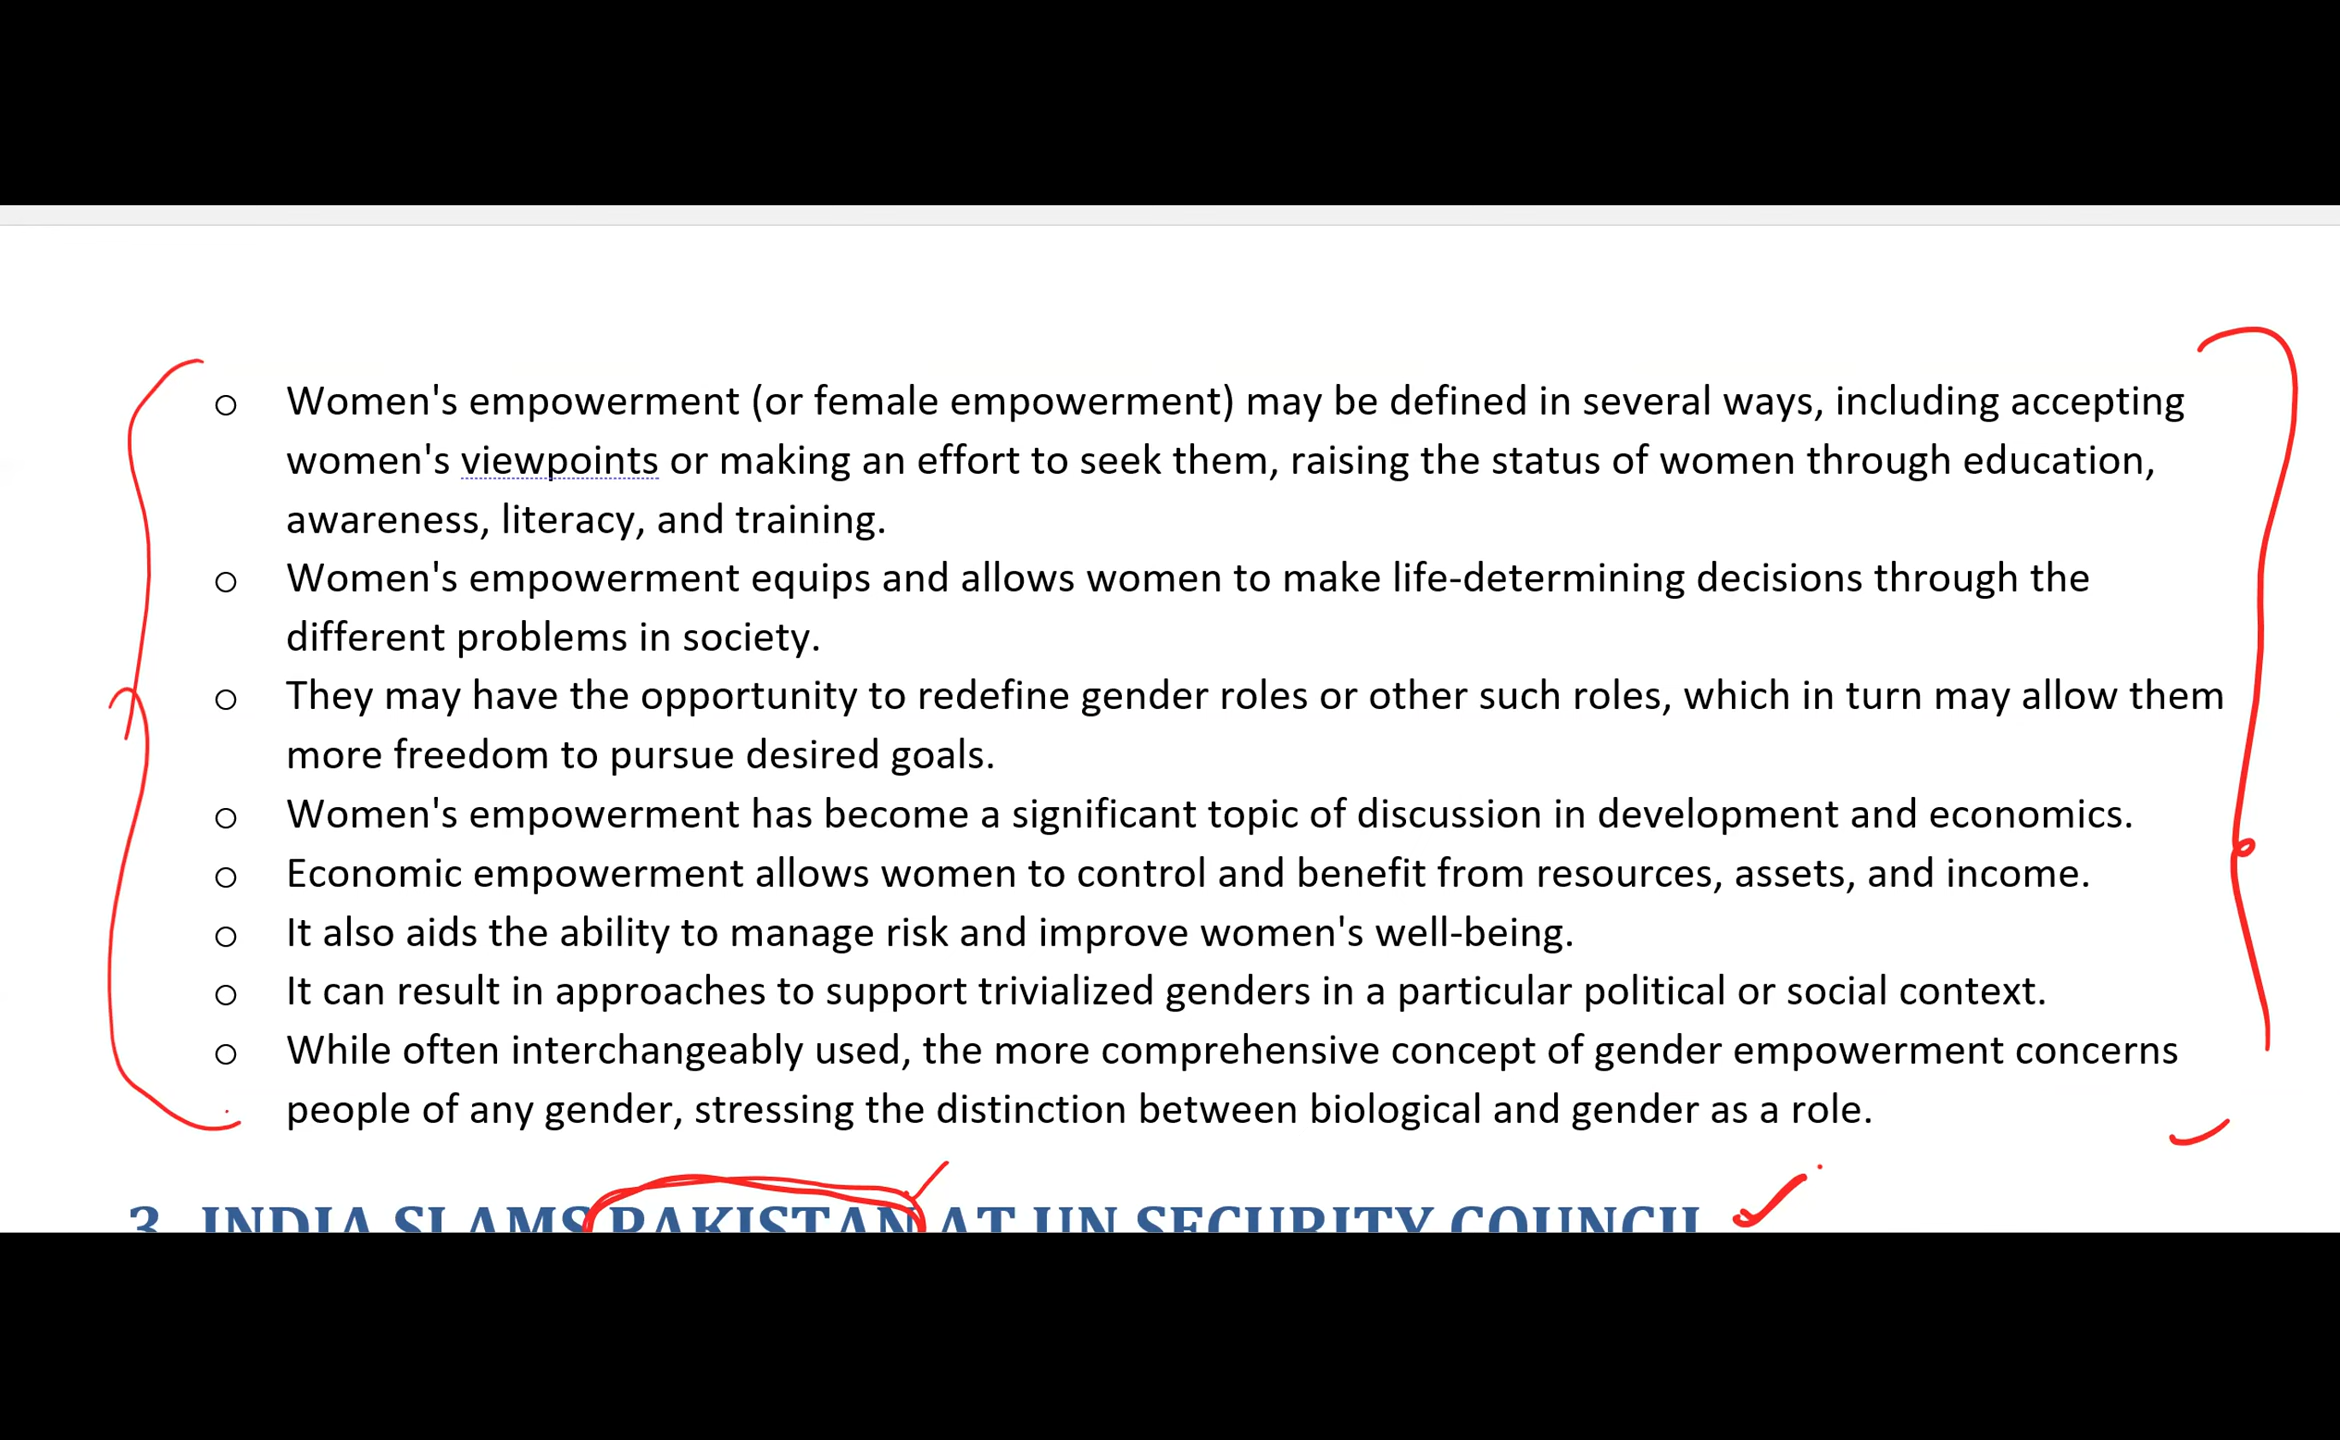 o Women's empowerment (or female empowerment) may be defined in several ways, including accepting
women's viewpoints or making an effort to seek them, raising the status of women through education,
awareness, literacy, and training.
o Women's empowerment equips and allows women to make life-determining decisions through the
different problems in society.
o They may have the opportunity to redefine gender roles or other such roles, which in turn may allow them
more freedom to pursue desired goals.
o Women's empowerment has become a significant topic of discussion in development and economics.
o Economic empowerment allows women to control and benefit from resources, assets, and income.
o It also aids the ability to manage risk and improve women's well-being.
o It can result in approaches to support trivialized genders in a particular political or social context.
o While often interchangeably used, the more comprehensive concept of gender empowerment concerns
people of any gender, stressing the distinction between biological and gender as a role.
3. INDIA SLAMS PAKISTAN AT UN SECURITY COUNCIL